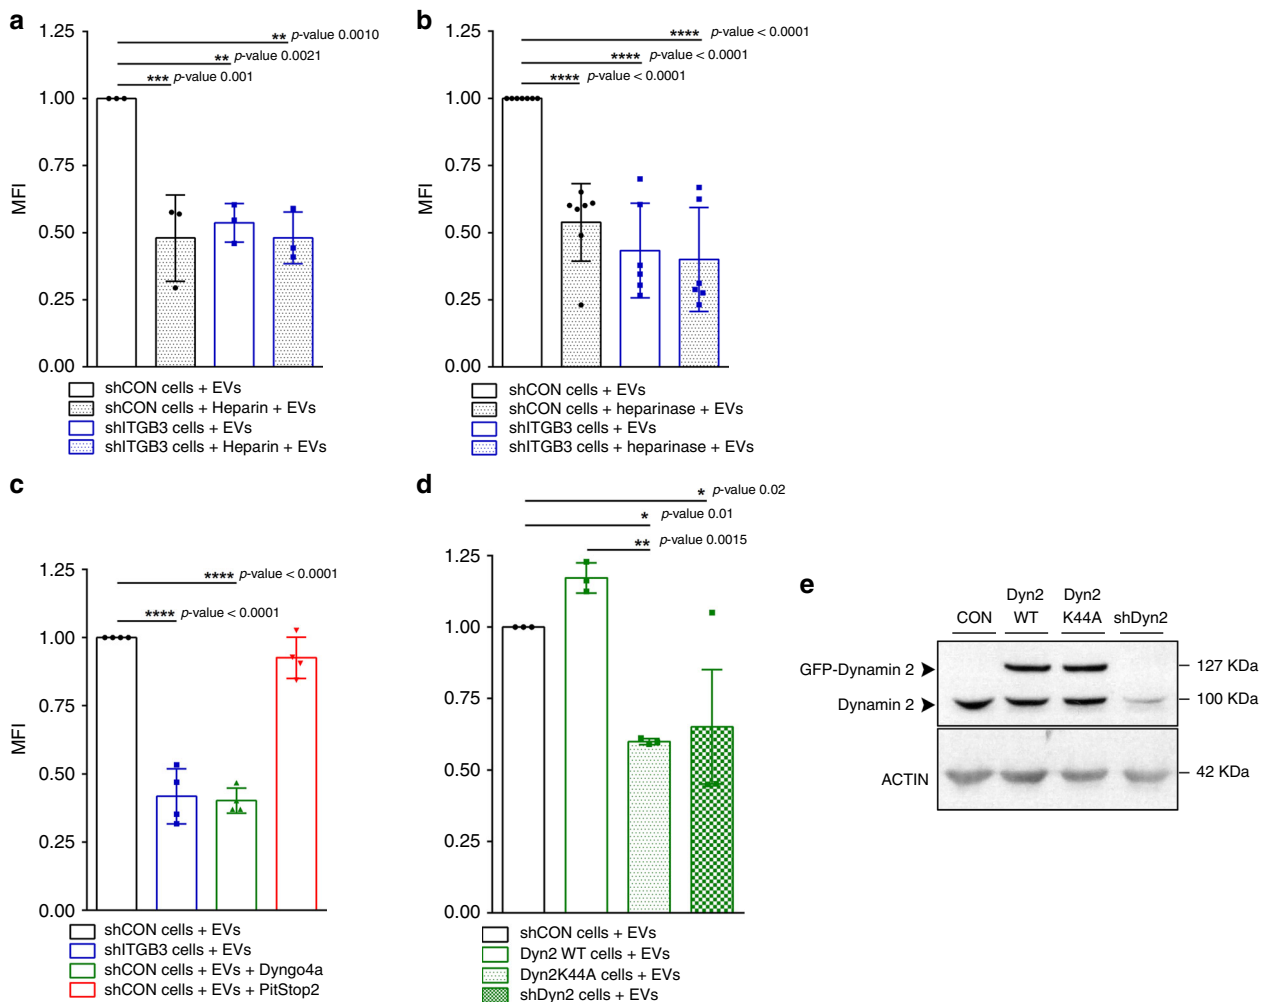 a
** p-value 0.0010
** p-value 0.0021
*** p-value 0.001
MFI
1.25
1.00
0.75
0.50
0.25
0.00
shCON cells + EVs
shCON cells + Heparin + EVs
shITGB3 cells + EVs
shITGB3 cells + Heparin + EVs
b
**** p-value < 0.0001
**** p-value < 0.0001
**** p-value < 0.0001
MFI
1.25
1.00
0.75
0.50
0.25
0.00
shCON cells + EVs
shCON cells + heparinase + EVs
shITGB3 cells + EVs
shITGB3 cells + heparinase + EVs
c
**** p-value < 0.0001
**** p-value < 0.0001
MFI
1.25
1.00
0.75
0.50
0.25
0.00
shCON cells + EVs
shITGB3 cells + EVs
shCON cells + EVs + Dyngo4a
shCON cells + EVs + PitStop2
d
* p-value 0.02
* p-value 0.01
** p-value 0.0015
1.25
1.00
0.75
0.50
0.25
0.00
shCON cells + EVs
Dyn2 WT cells + EVs
Dyn2K44A cells + EVs
shDyn2 cells + EVs
e
CON
Dyn2 WT
Dyn2 K44A
shDyn2
GFP-Dynamin 2
127 KDa
Dynamin 2
100 KDa
ACTIN
42 KDa